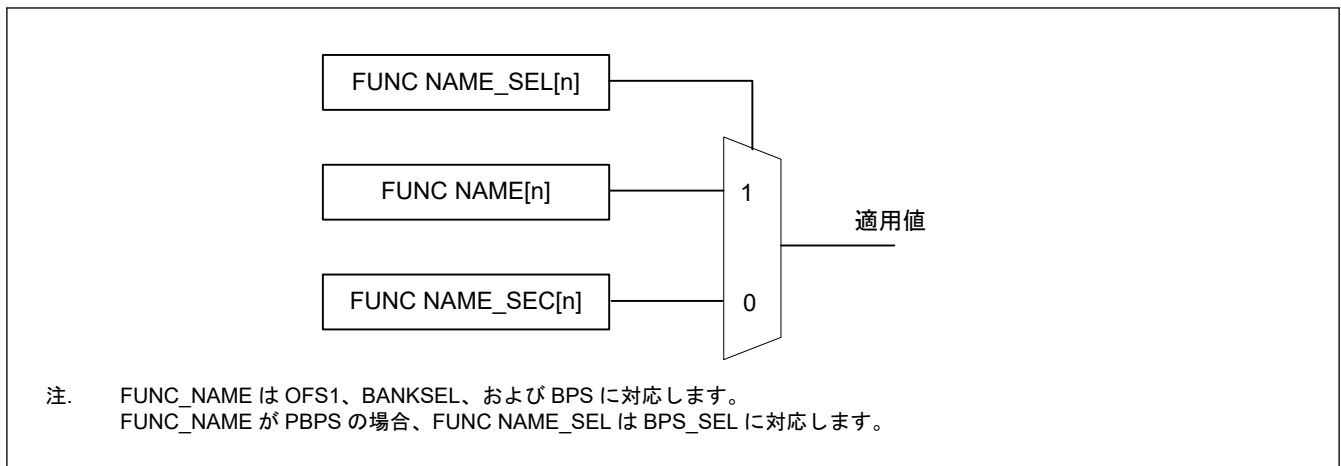 FUNC NAME_SEL[n]
FUNC NAME[n]
1
適用値
FUNC NAME_SEC[n]
0
注. FUNC_NAME は OFS1、BANKSEL、および BPS に対応します。
FUNC_NAME が PBPS の場合、FUNC NAME_SEL は BPS_SEL に対応します。